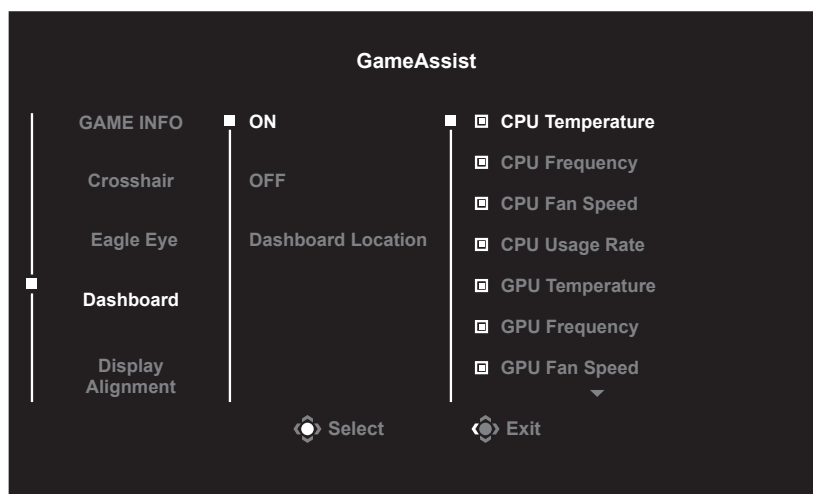 GameAssist
GAME INFO
Crosshair
Eagle Eye
Dashboard
Display
Alignment
ON
OFF
Dashboard Location
CPU Temperature
CPU Frequency
CPU Fan Speed
CPU Usage Rate
GPU Temperature
GPU Frequency
GPU Fan Speed
Select
Exit